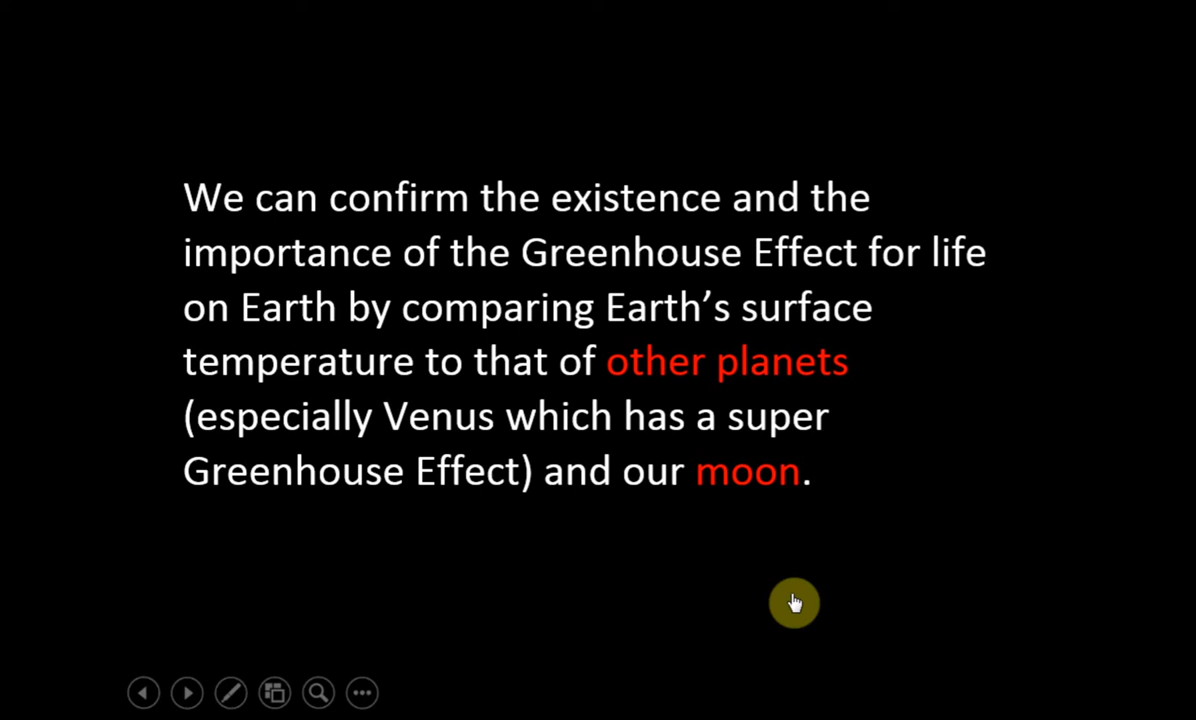 We can confirm the existence and the
importance of the Greenhouse Effect for life
on Earth by comparing Earth’s surface
temperature to that of other planets
(especially Venus which has a super
Greenhouse Effect) and our moon.